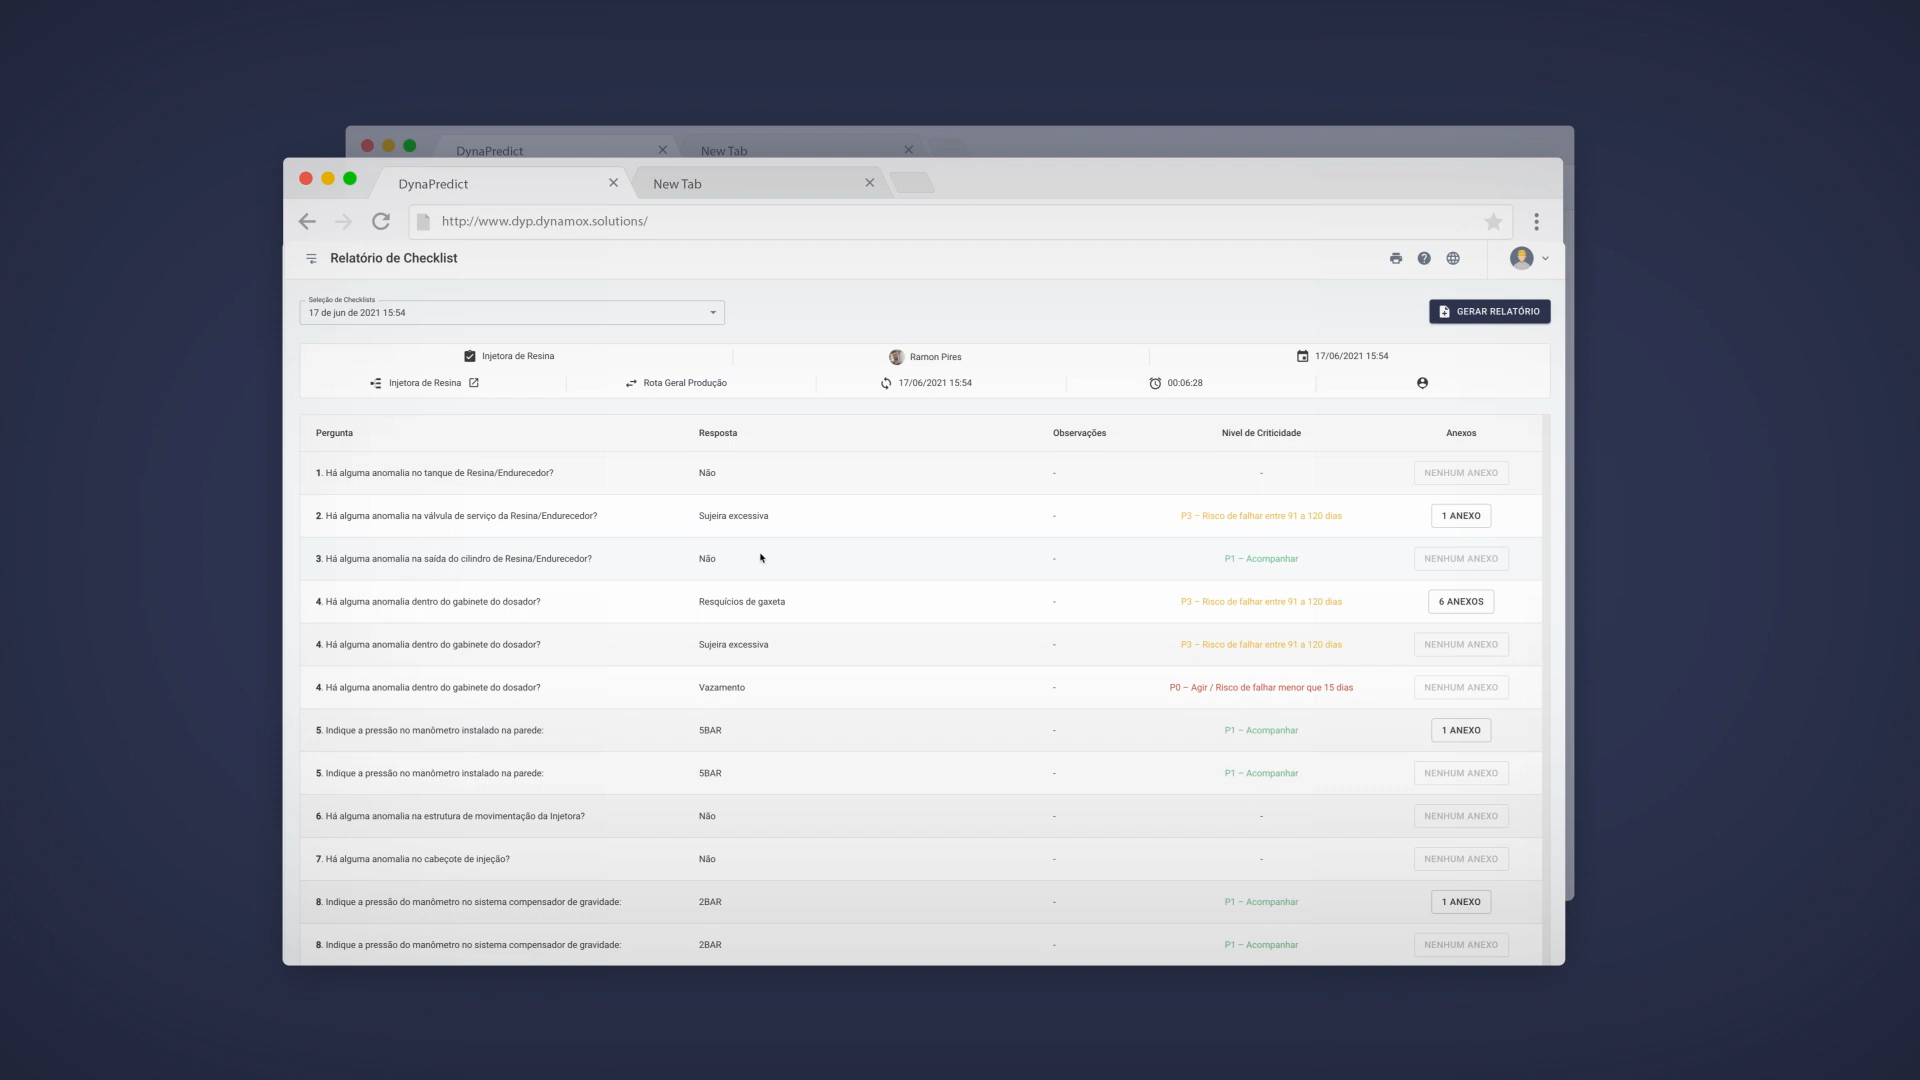 DynaPredict
New Tab
DynaPredict
New Tab
http://www.dyp.dynamox.solutions/
Relatório de Checklist
Seleção de Checklists
17 de jun de 2021 15:54
GERAR RELATÓRIO
Injetora de Resina Ramon Pires 17/06/2021 15:54
Injetora de Resina Rota Geral Produção 17/06/2021 15:54 00:06:28
Pergunta Resposta Observações Nivel de Criticidade Anexos
1. Há alguma anomalia no tanque de Resina/Endurecedor? Não - - NENHUM ANEXO
2. Há alguma anomalia na válvula de serviço da Resina/Endurecedor? Sujeira excessiva - P3 – Risco de falhar entre 91 a 120 dias 1 ANEXO
3. Há alguma anomalia na saída do cilindro de Resina/Endurecedor? Não - P1 – Acompanhar NENHUM ANEXO
4. Há alguma anomalia dentro do gabinete do dosador? Resquícios de gaxeta - P3 – Risco de falhar entre 91 a 120 dias 6 ANEXOS
4. Há alguma anomalia dentro do gabinete do dosador? Sujeira excessiva - P3 – Risco de falhar entre 91 a 120 dias NENHUM ANEXO
4. Há alguma anomalia dentro do gabinete do dosador? Vazamento - P0 – Agir / Risco de falhar menor que 15 dias NENHUM ANEXO
5. Indique a pressão no manômetro instalado na parede: 5BAR - P1 – Acompanhar 1 ANEXO
5. Indique a pressão no manômetro instalado na parede: 5BAR - P1 – Acompanhar NENHUM ANEXO
6. Há alguma anomalia na estrutura de movimentação da Injetora? Não - - NENHUM ANEXO
7. Há alguma anomalia no cabeçote de injeção? Não - - NENHUM ANEXO
8. Indique a pressão do manômetro no sistema compensador de gravidade: 2BAR - P1 – Acompanhar 1 ANEXO
8. Indique a pressão do manômetro no sistema compensador de gravidade: 2BAR - P1 – Acompanhar NENHUM ANEXO